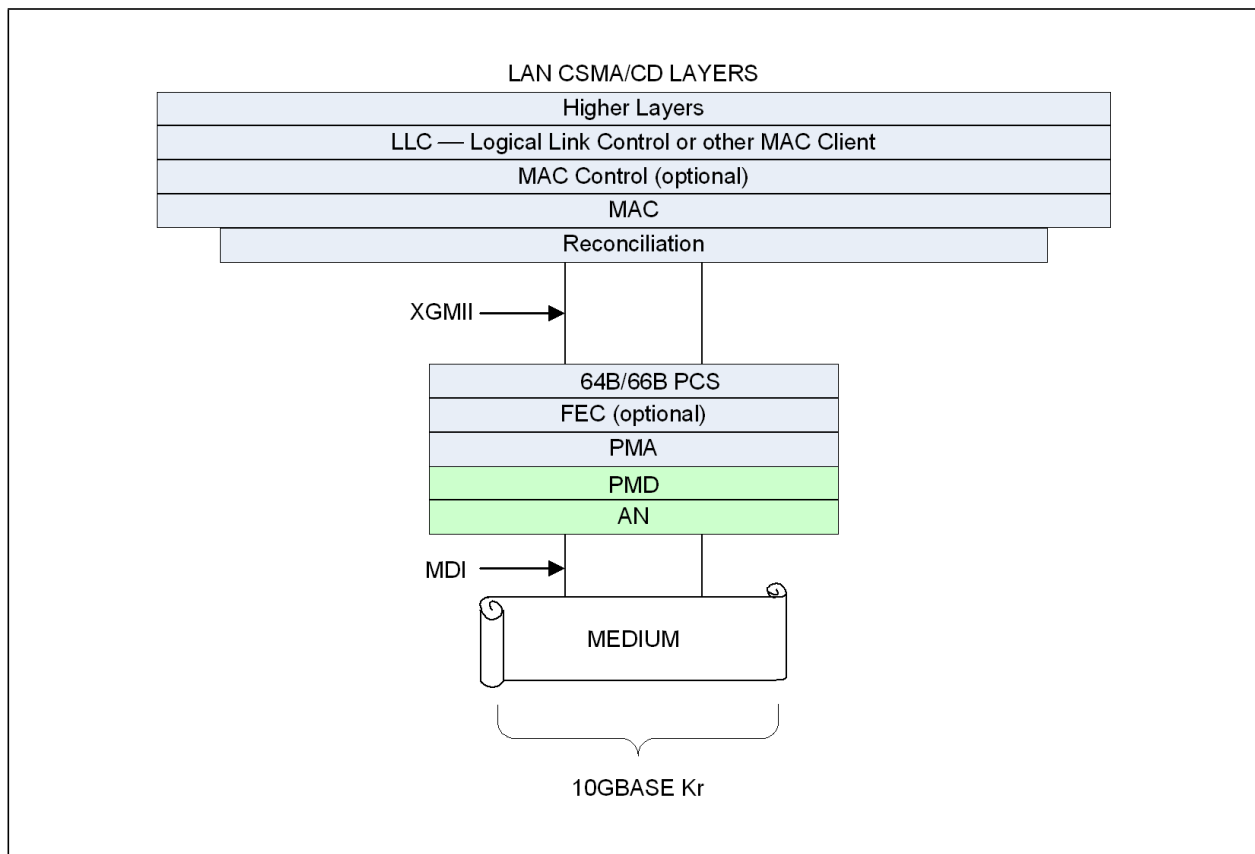 LAN CSMA/CD LAYERS
Higher Layers
LLC — Logical Link Control or other MAC Client
MAC Control (optional)
MAC
Reconciliation
XGMII
64B/66B PCS
FEC (optional)
PMA
PMD
AN
MDI
MEDIUM
10GBASE Kr